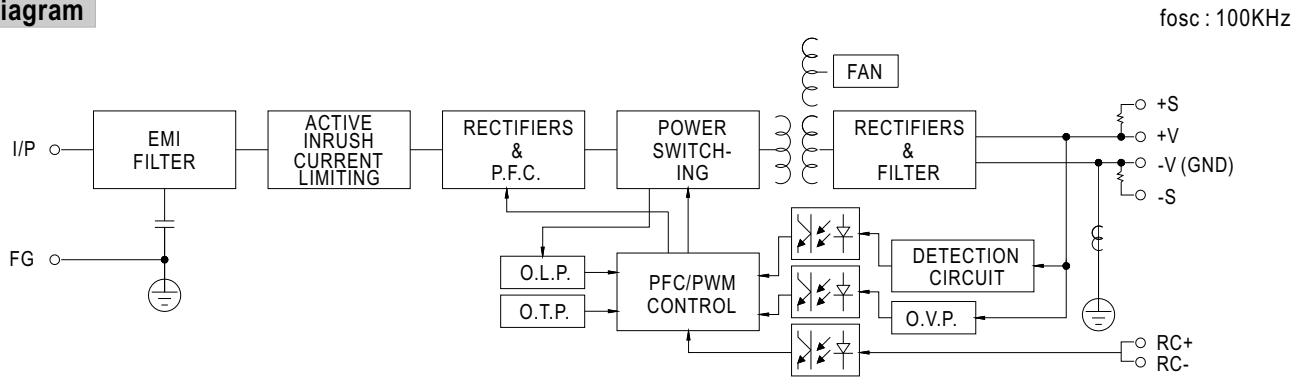 iagram
fosc : 100KHz
FAN
I/P
EMI
FILTER
ACTIVE
INRUSH
CURRENT
LIMITING
RECTIFIERS
&
P.F.C.
POWER
SWITCH-
ING
RECTIFIERS
&
FILTER
+S
+V
-V (GND)
-S
FG
O.L.P.
O.T.P.
PFC/PWM
CONTROL
DETECTION
CIRCUIT
O.V.P.
RC+
RC-